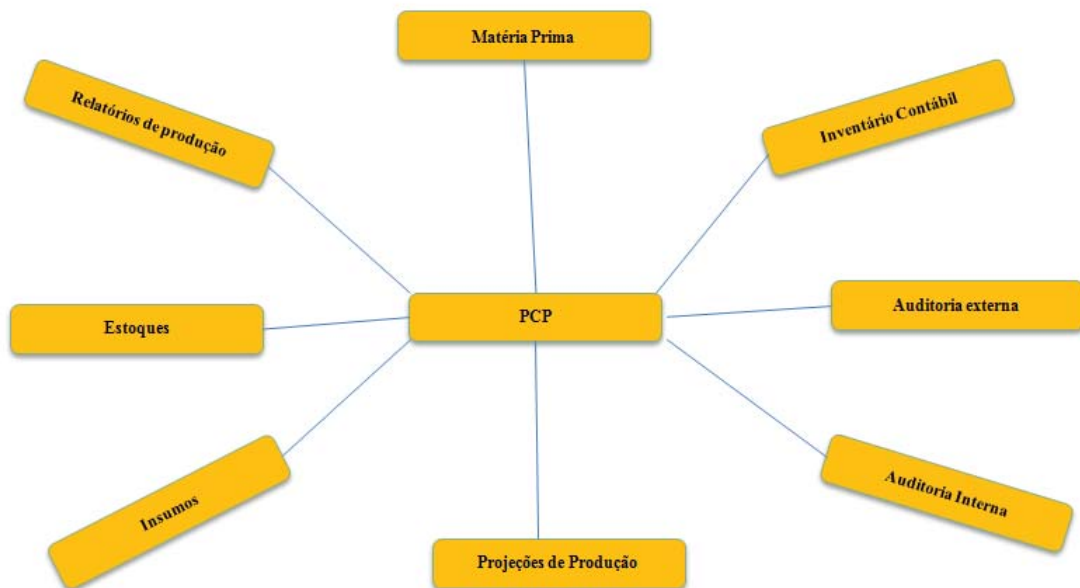 Matéria Prima
Relatórios de produção
Inventário Contábil
PCP
Estoques
Auditoria externa
Insumos
Auditoria Interna
Projeções de Produção